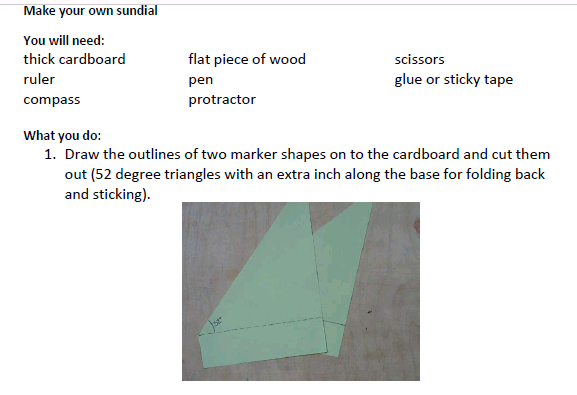 Make your own sundial
You will need:
thick cardboard flat piece of wood scissors
ruler pen glue or sticky tape
compass protractor
What you do:
1. Draw the outlines of two marker shapes on to the cardboard and cut them
out (52 degree triangles with an extra inch along the base for folding back
and sticking).
52°